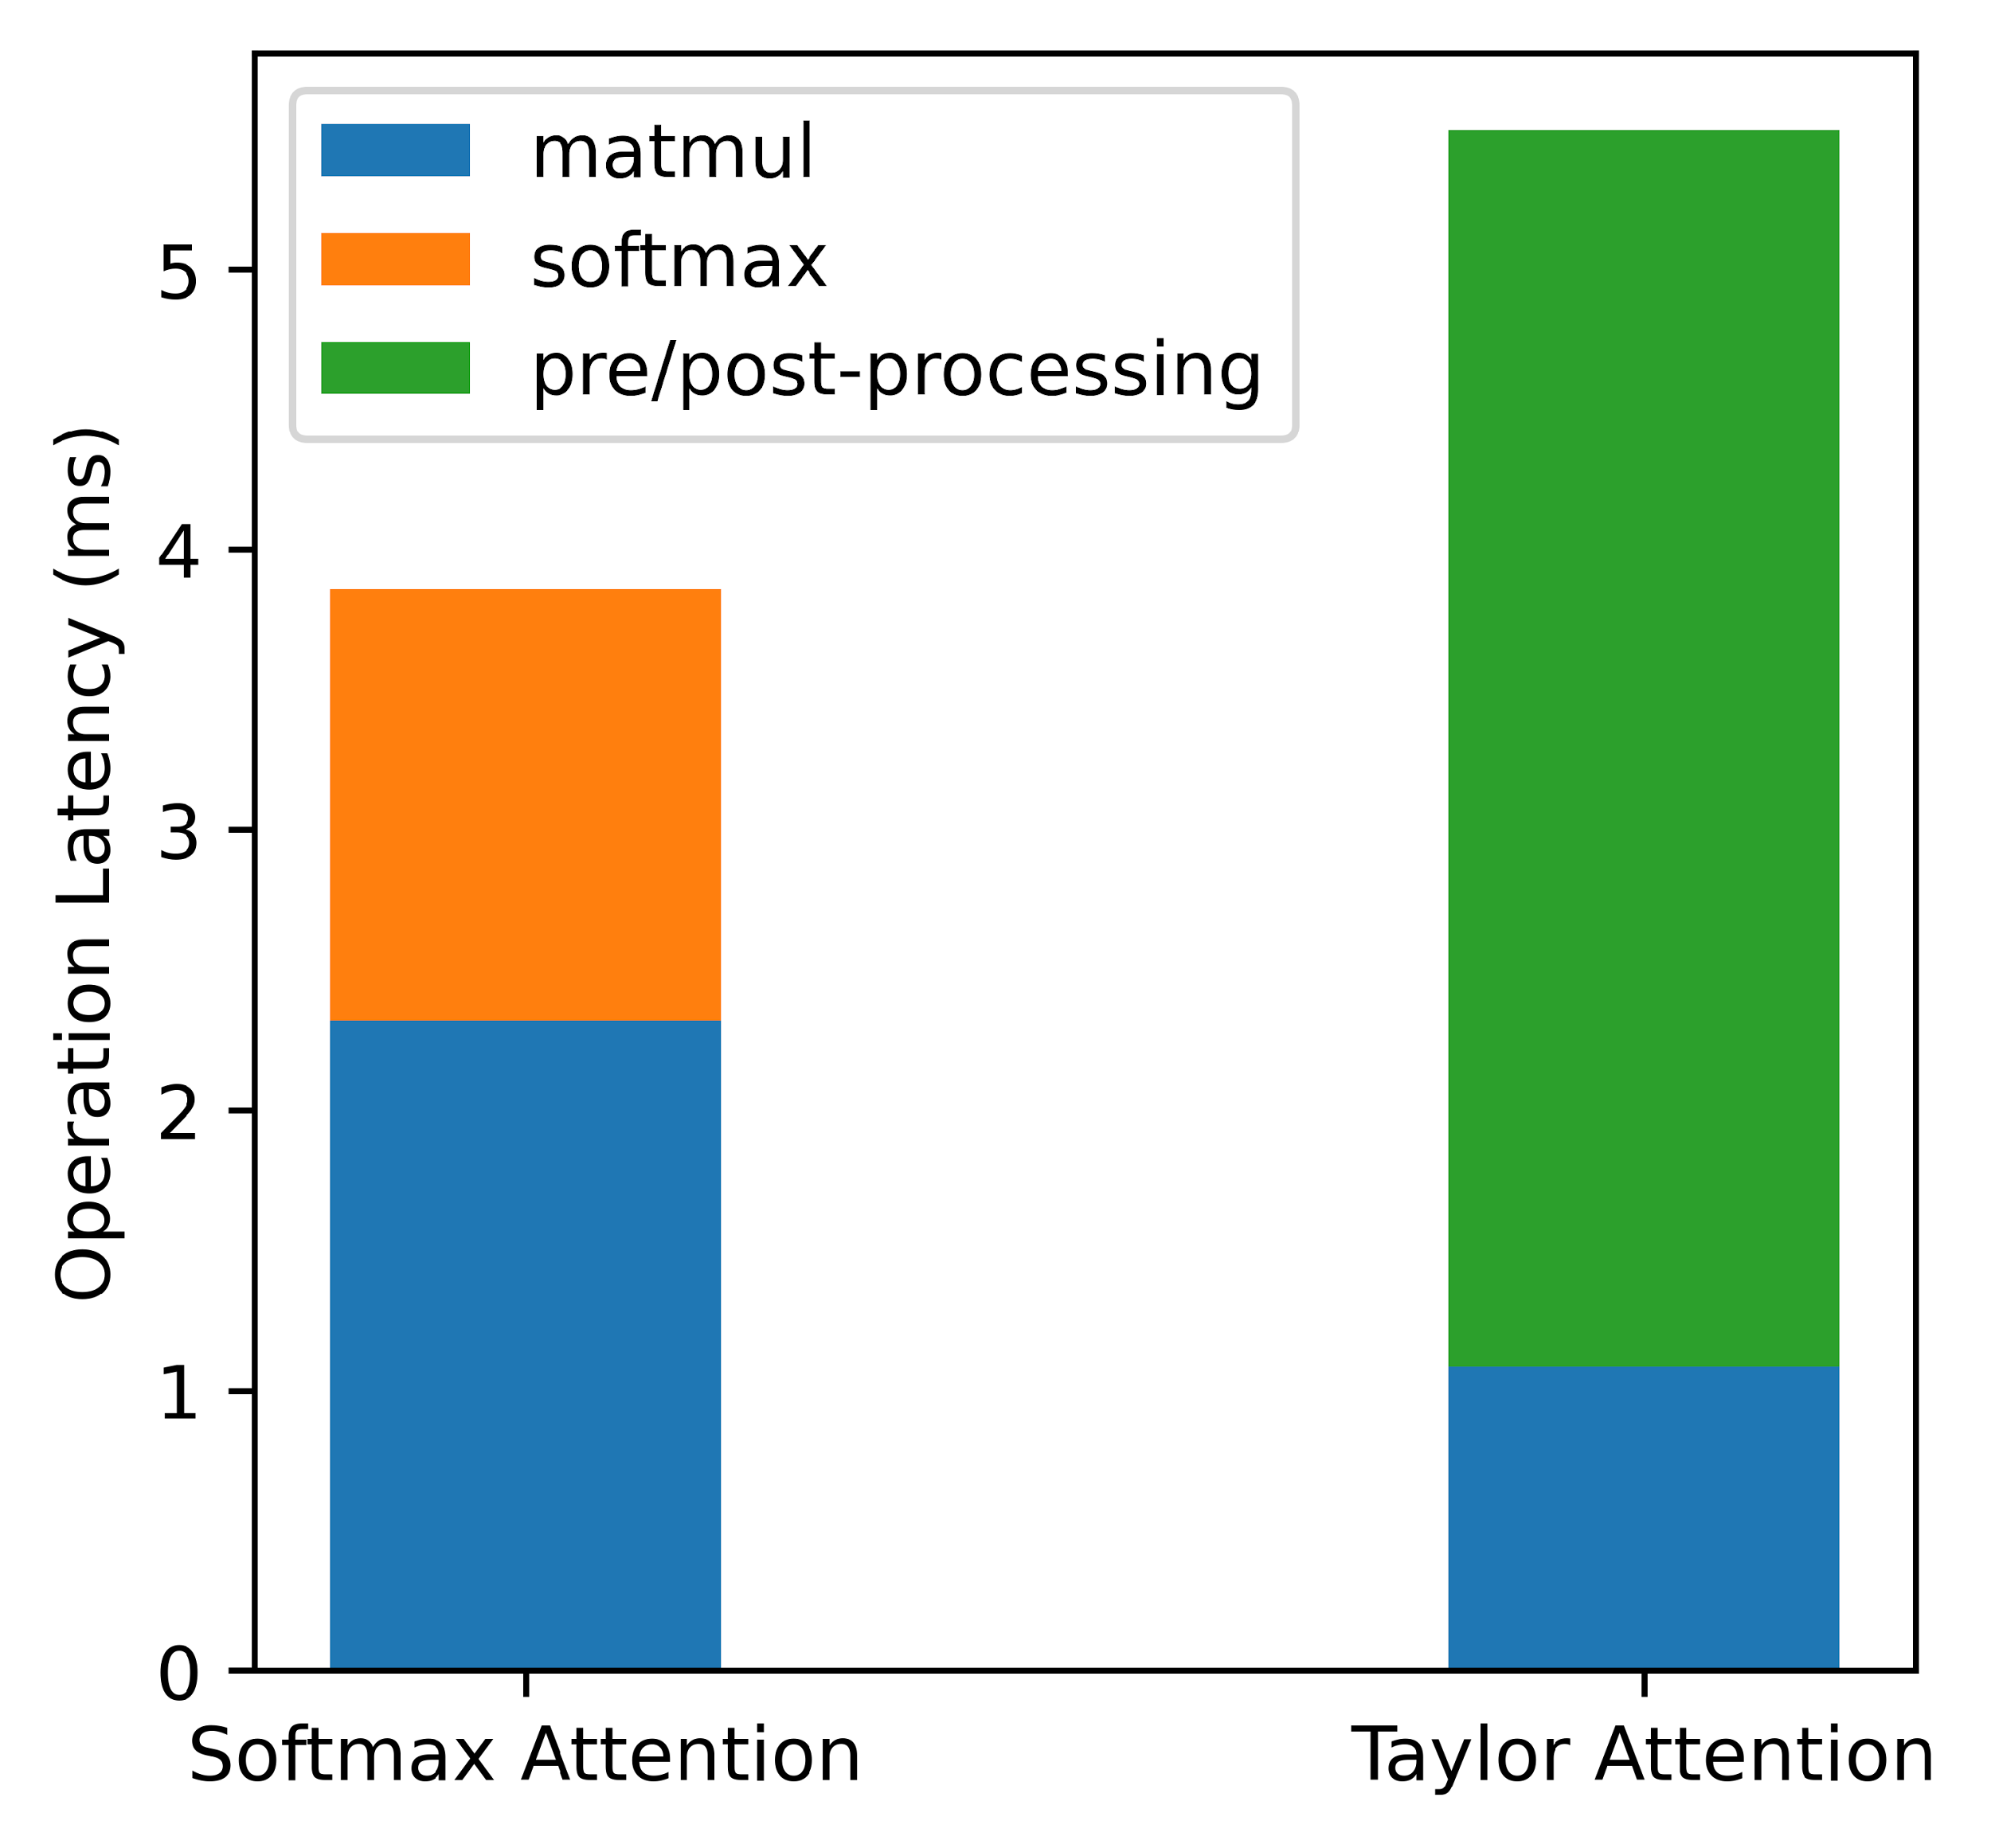 matmul
softmax
pre/post-processing
Operation Latency (ms)
5
4
3
2
1
0
Softmax Attention
Taylor Attention